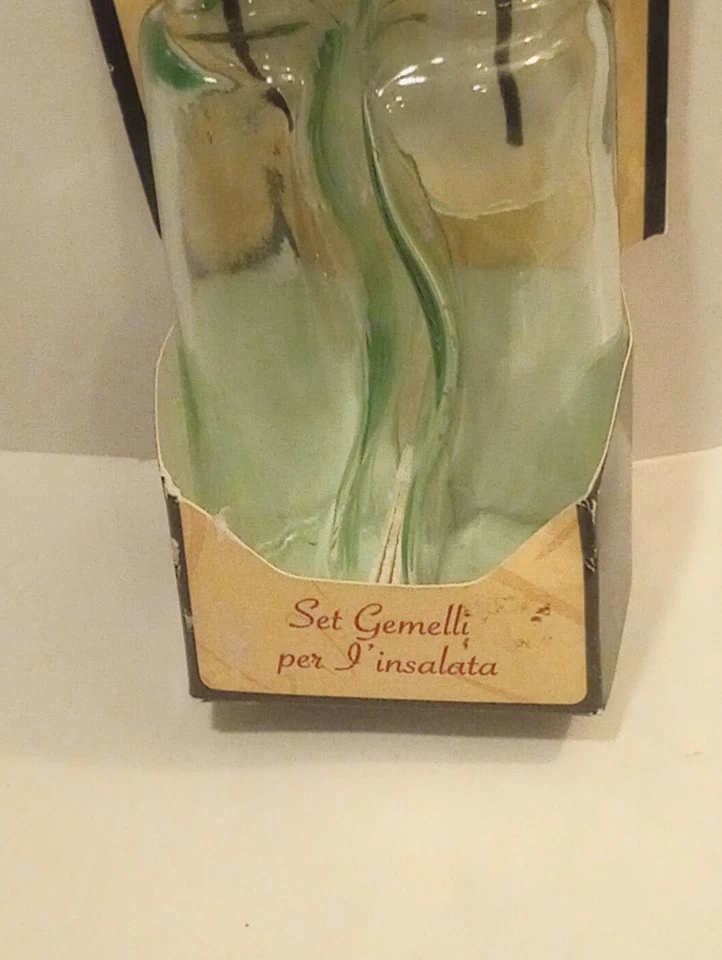 Set Gemelli
per I'insalata